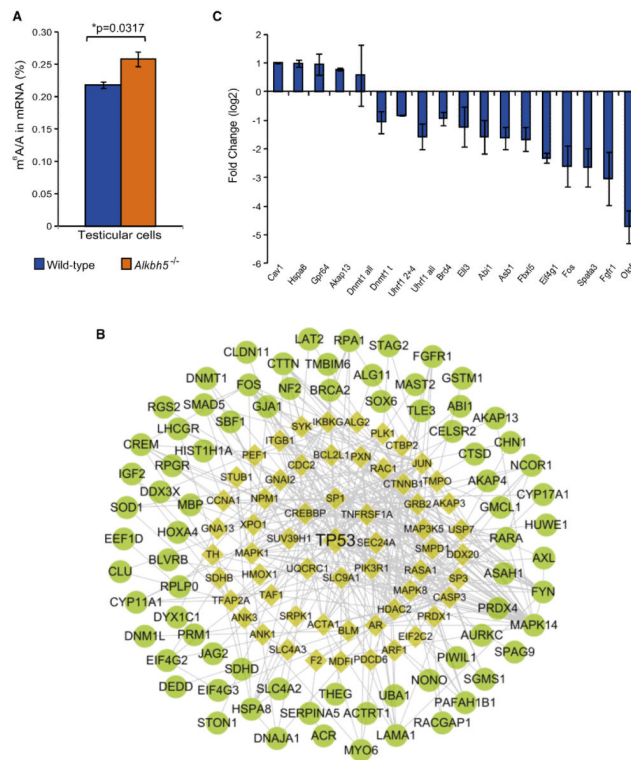 A
*p=0.0317
m⁶A/A in mRNA (%)
0.30
0.25
0.20
0.15
0.10
0.05
0
Testicular cells
Wild-type
Alkbh5⁻/⁻
C
Fold Change (log2)
2
1
0
-1
-2
-3
-4
-5
-6
Cav1
Hspa8
Gpr64
Akap13
Dnmt1 all
Dnmt1 t
Uhrf1 2+4
Uhrf1 all
Brd4
Ell3
Abi1
Asb1
Fbxl5
Eif4g1
Fos
Spata3
Fgfr1
B
LAT2
RPA1
STAG2
CLDN11
CTTN
TMBIM6
FGFR1
DNMT1
FOS
NF2
BRCA2
ALG11
MAST2
GSTM1
RGS2
SMAD5
GJA1
SOX6
TLE3
ABI1
LHCGR
SBF1
SYK
IKBKG
ALG2
PLK1
CELSR2
AKAP13
CREM
HIST1H1A
PEF1
ITGB1
BCL2L1
PXN
CTBP2
CTSD
CHN1
IGF2
RPGR
STUB1
GNAI2
CDC2
RAC1
JUN
CTNNB1
TMPO
AKAP4
NCOR1
SOD1
DDX3X
MBP
CCNA1
NPM1
SP1
CREBBP
TNFRSF1A
GRB2
AKAP3
GMCL1
CYP17A1
EEF1D
HOXA4
GNA13
XPO1
SUV39H1
TP53
SEC24A
MAP3K5
USP7
RARA
HUWE1
CLU
BLVRB
TH
MAPK1
UQCRC1
PIK3R1
SMPD1
DDX20
AXL
RPLP0
SDHB
HMOX1
SLC9A1
RASA1
SP3
ASAH1
CYP11A1
TFAP2A
TAF1
MAPK8
CASP3
FYN
DYX1C1
ANK3
SRPK1
ACTA1
AR
HDAC2
PRDX1
PRDX4
MAPK14
DNM1L
PRM1
ANK1
BLM
EIF2C2
AURKC
SPAG9
EIF4G2
JAG2
SLC4A3
F2
MDFI
PDCD6
ARF1
PIWIL1
DEDD
SDHD
NONO
SGMS1
EIF4G3
SLC4A2
THEG
UBA1
PAFAH1B1
STON1
HSPA8
SERPINA5
ACTRT1
RACGAP1
DNAJA1
ACR
MYO6
LAMA1